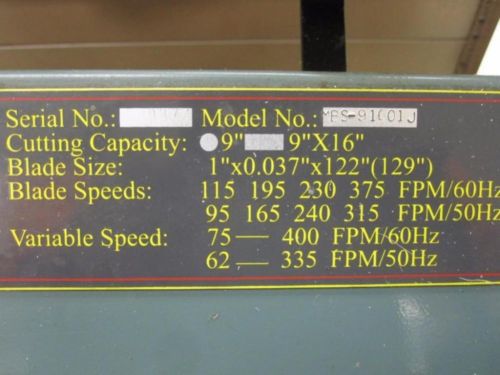 Serial No.: Model No.:
Cutting Capacity: 9" 9"X16"
Blade Size: 1"x0.037"x122"(129")
Blade Speeds: 115 195 230 375 FPM/60Hz
95 165 240 315 FPM/50Hz
Variable Speed: 75— 400 FPM/60Hz
62 — 335 FPM/50Hz